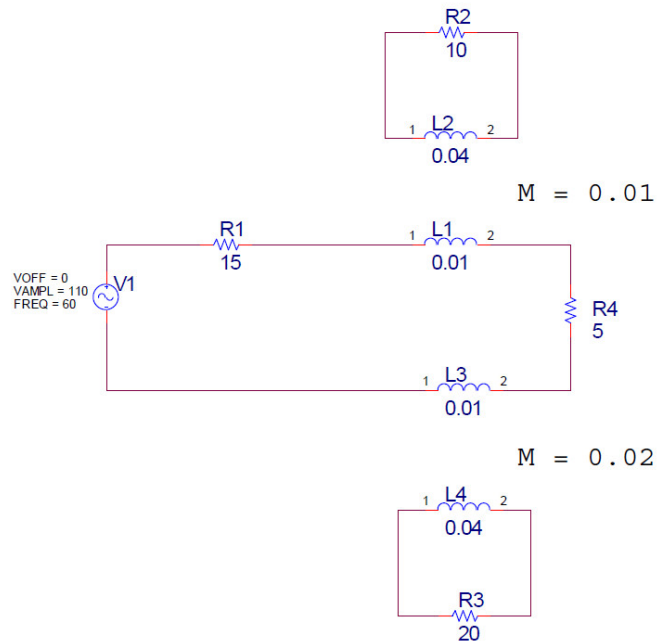 R2
10
1 L2 2
0.04
M = 0.01
R1
15
1 L1 2
0.01
VOFF = 0
VAMPL = 110
FREQ = 60
V1
R4
5
1 L3 2
0.01
M = 0.02
1 L4 2
0.04
R3
20